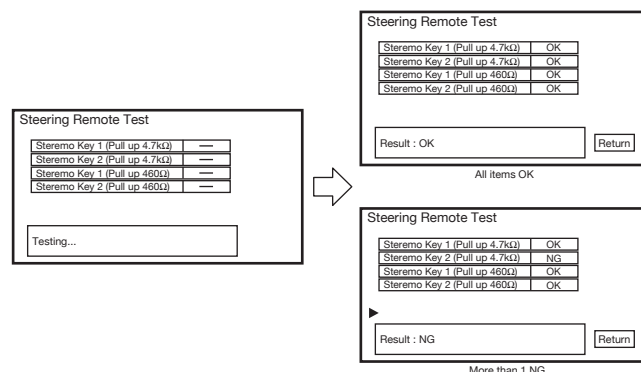 Steering Remote Test
Steremo Key 1 (Pull up 4.7kΩ) —
Steremo Key 2 (Pull up 4.7kΩ) —
Steremo Key 1 (Pull up 460Ω) —
Steremo Key 2 (Pull up 460Ω) —
Testing...
Steering Remote Test
Steremo Key 1 (Pull up 4.7kΩ) OK
Steremo Key 2 (Pull up 4.7kΩ) OK
Steremo Key 1 (Pull up 460Ω) OK
Steremo Key 2 (Pull up 460Ω) OK
Result : OK Return
All items OK
Steering Remote Test
Steremo Key 1 (Pull up 4.7kΩ) OK
Steremo Key 2 (Pull up 4.7kΩ) NG
Steremo Key 1 (Pull up 460Ω) OK
Steremo Key 2 (Pull up 460Ω) OK
Result : NG Return
More than 1 NG